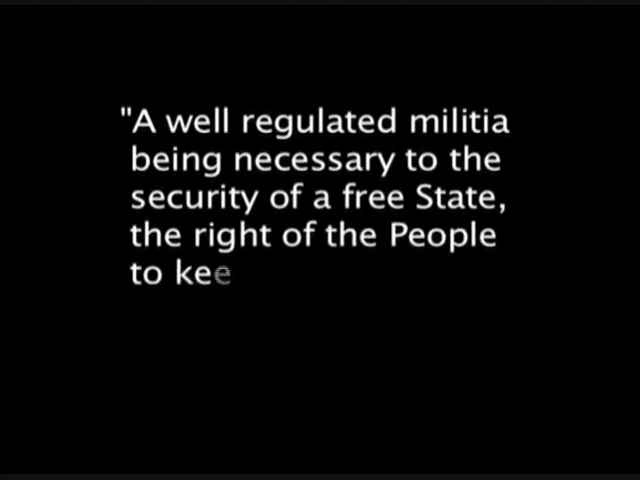 "A well regulated militia
being necessary to the
security of a free State,
the right of the People
to kee